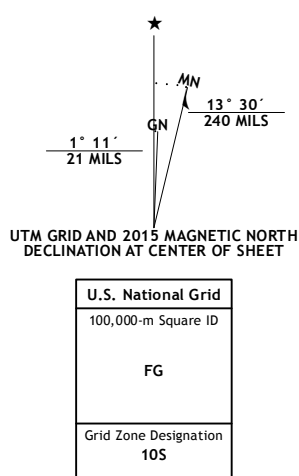 ★
MN
GN
13° 30´
240 MILS
1° 11´
21 MILS
UTM GRID AND 2015 MAGNETIC NORTH
DECLINATION AT CENTER OF SHEET
U.S. National Grid
100,000-m Square ID
FG
Grid Zone Designation
10S